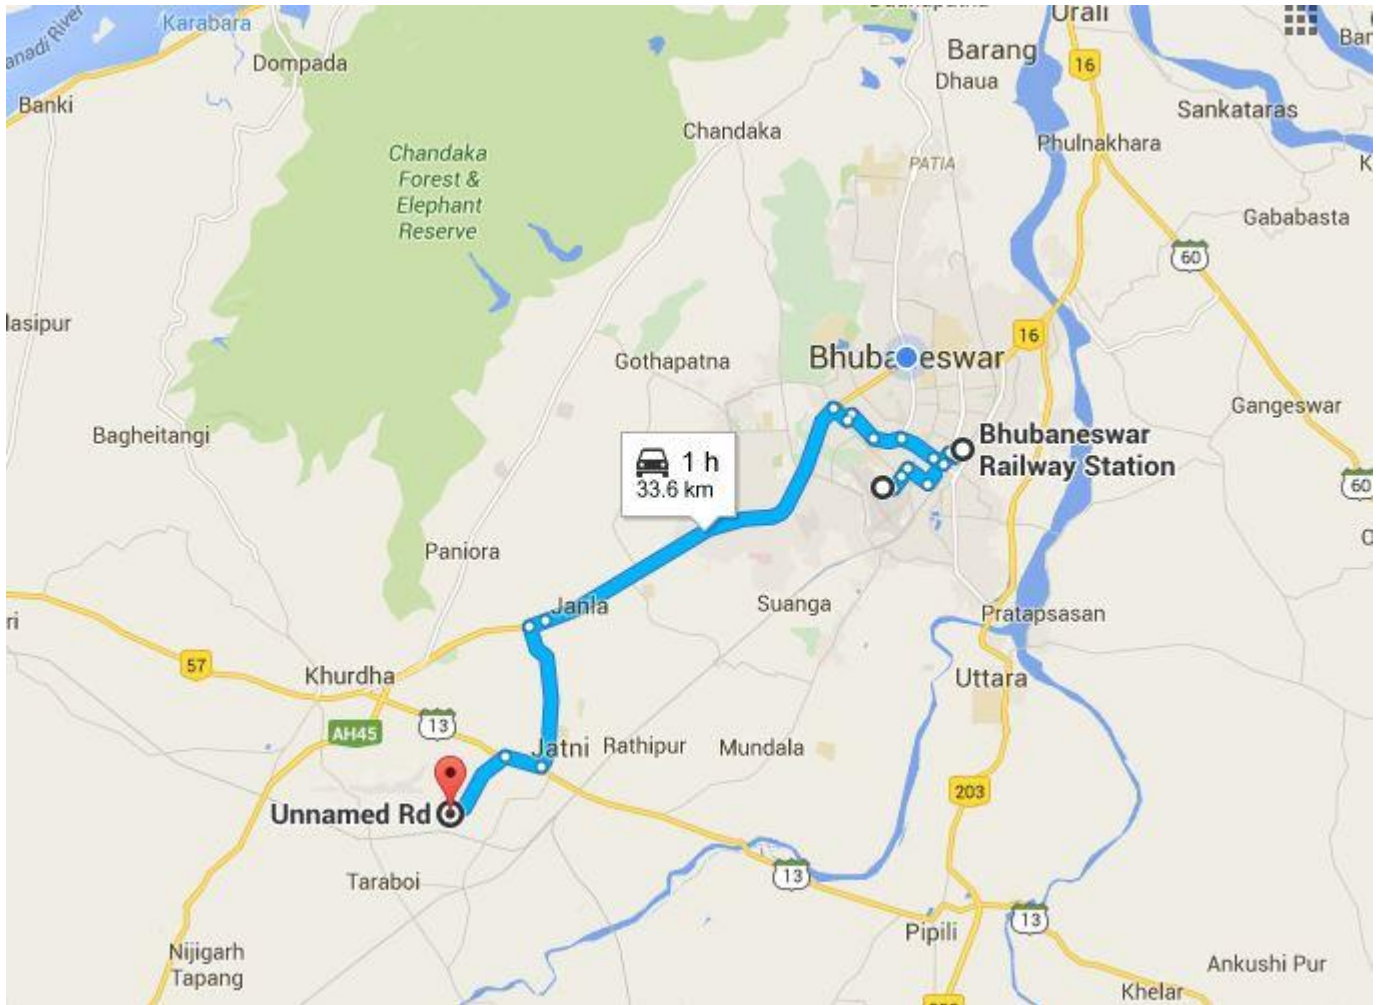 Karabara
Urali
Dompada
Barang
16
Dhaua
Banki
Sankataras
Chandaka
Phulnakhara
Chandaka
Forest &
Elephant
Reserve
PATIA
Gababasta
60
16
Gothapatna
Bhubaneswar
Gangeswar
Bagheitangi
Bhubaneswar
Railway Station
1 h
33.6 km
60
Paniora
Janla
Suanga
Pratapsasan
57
Khurdha
Uttara
13
AH45
Jatni
Rathipur
Mundala
203
Unnamed Rd
Taraboi
13
13
Pipili
Nijigarh
Tapang
Ankushi Pur
Khelar